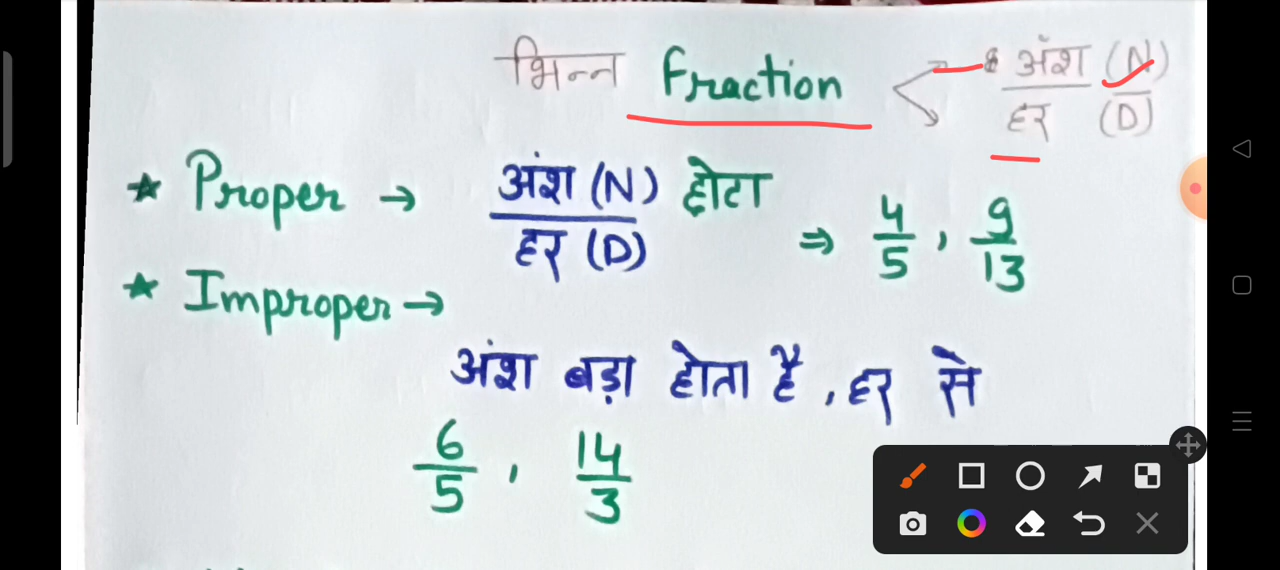 भिन्न Fraction अंश (N)
हर (D)
* Proper → अंश (N) छोटा ⇒ 4/5 , 9/13
हर (D)
* Improper →
अंश बड़ा होता है , हर से
6/5 , 14/3